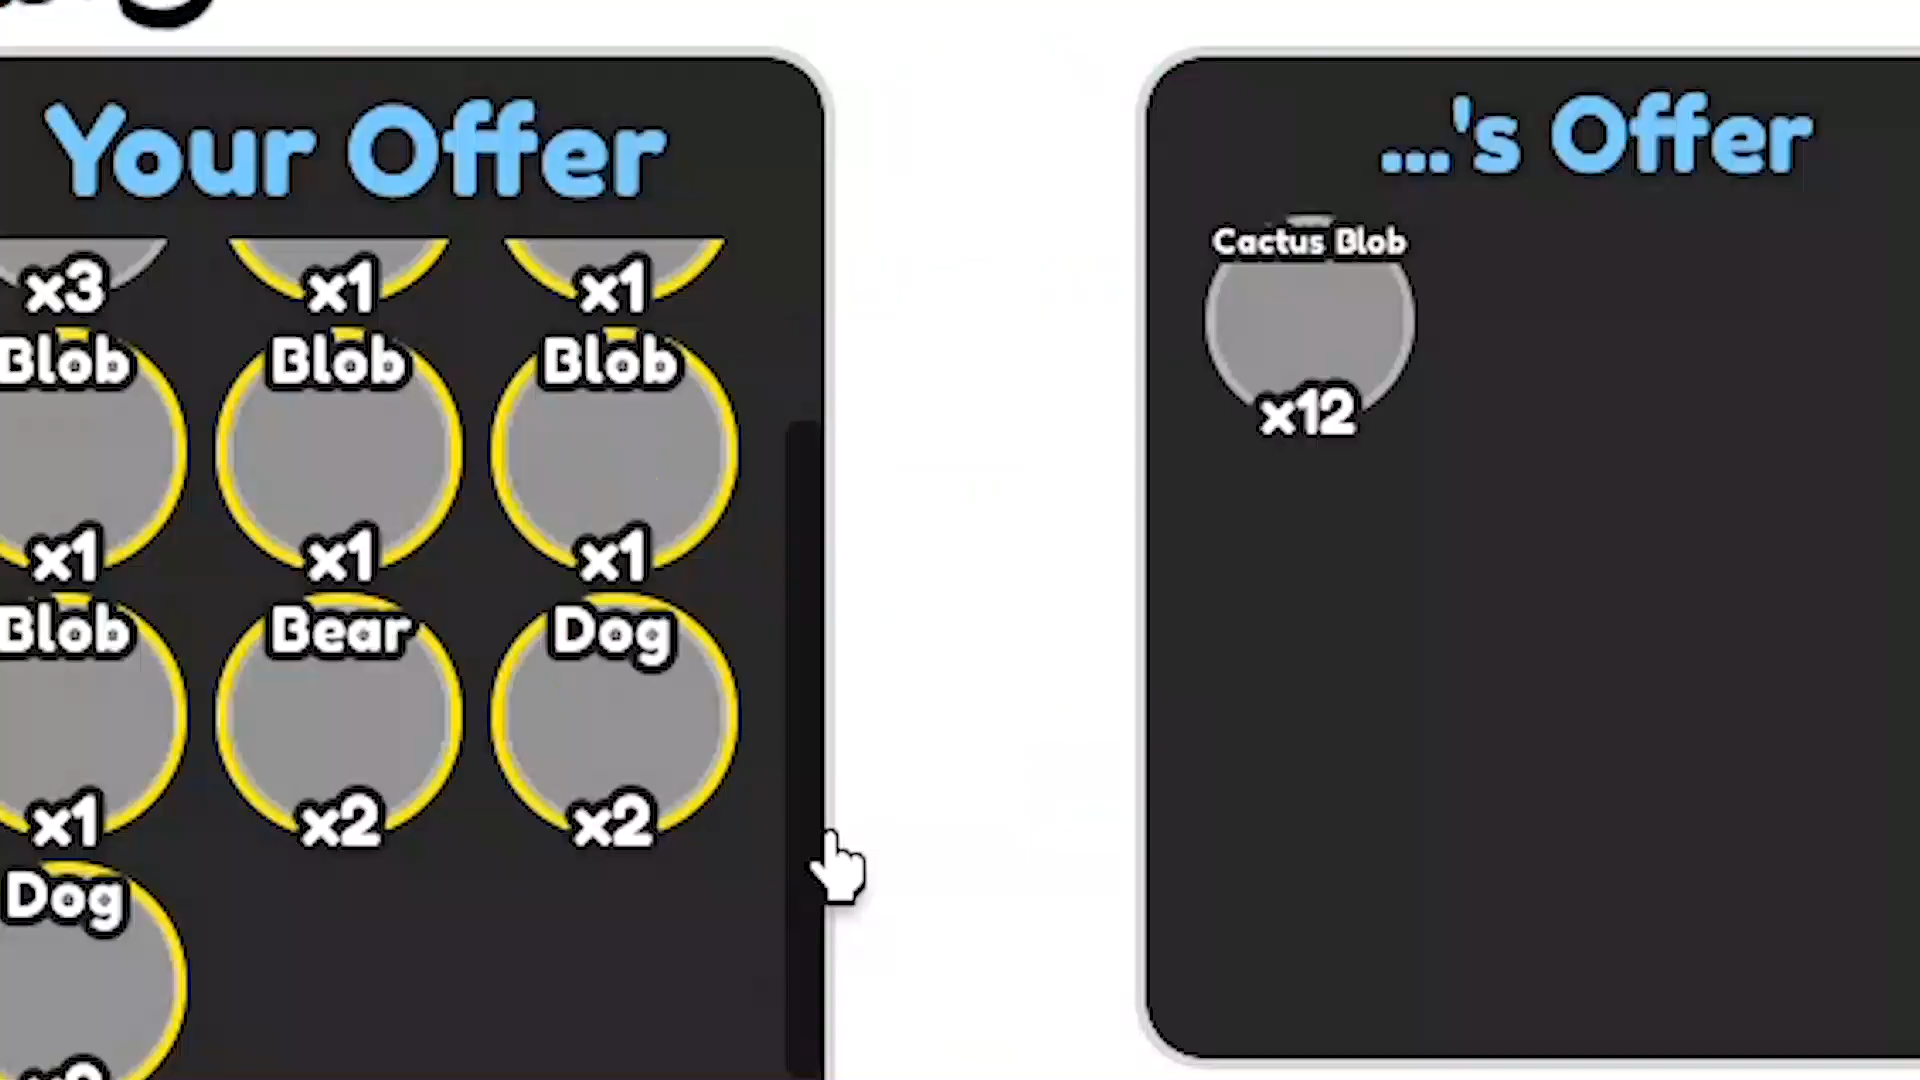 Your Offer
x3 x1 x1
Blob Blob Blob
x1 x1 x1
Blob Bear Dog
x1 x2 x2
Dog
...'s Offer
Cactus Blob
x12